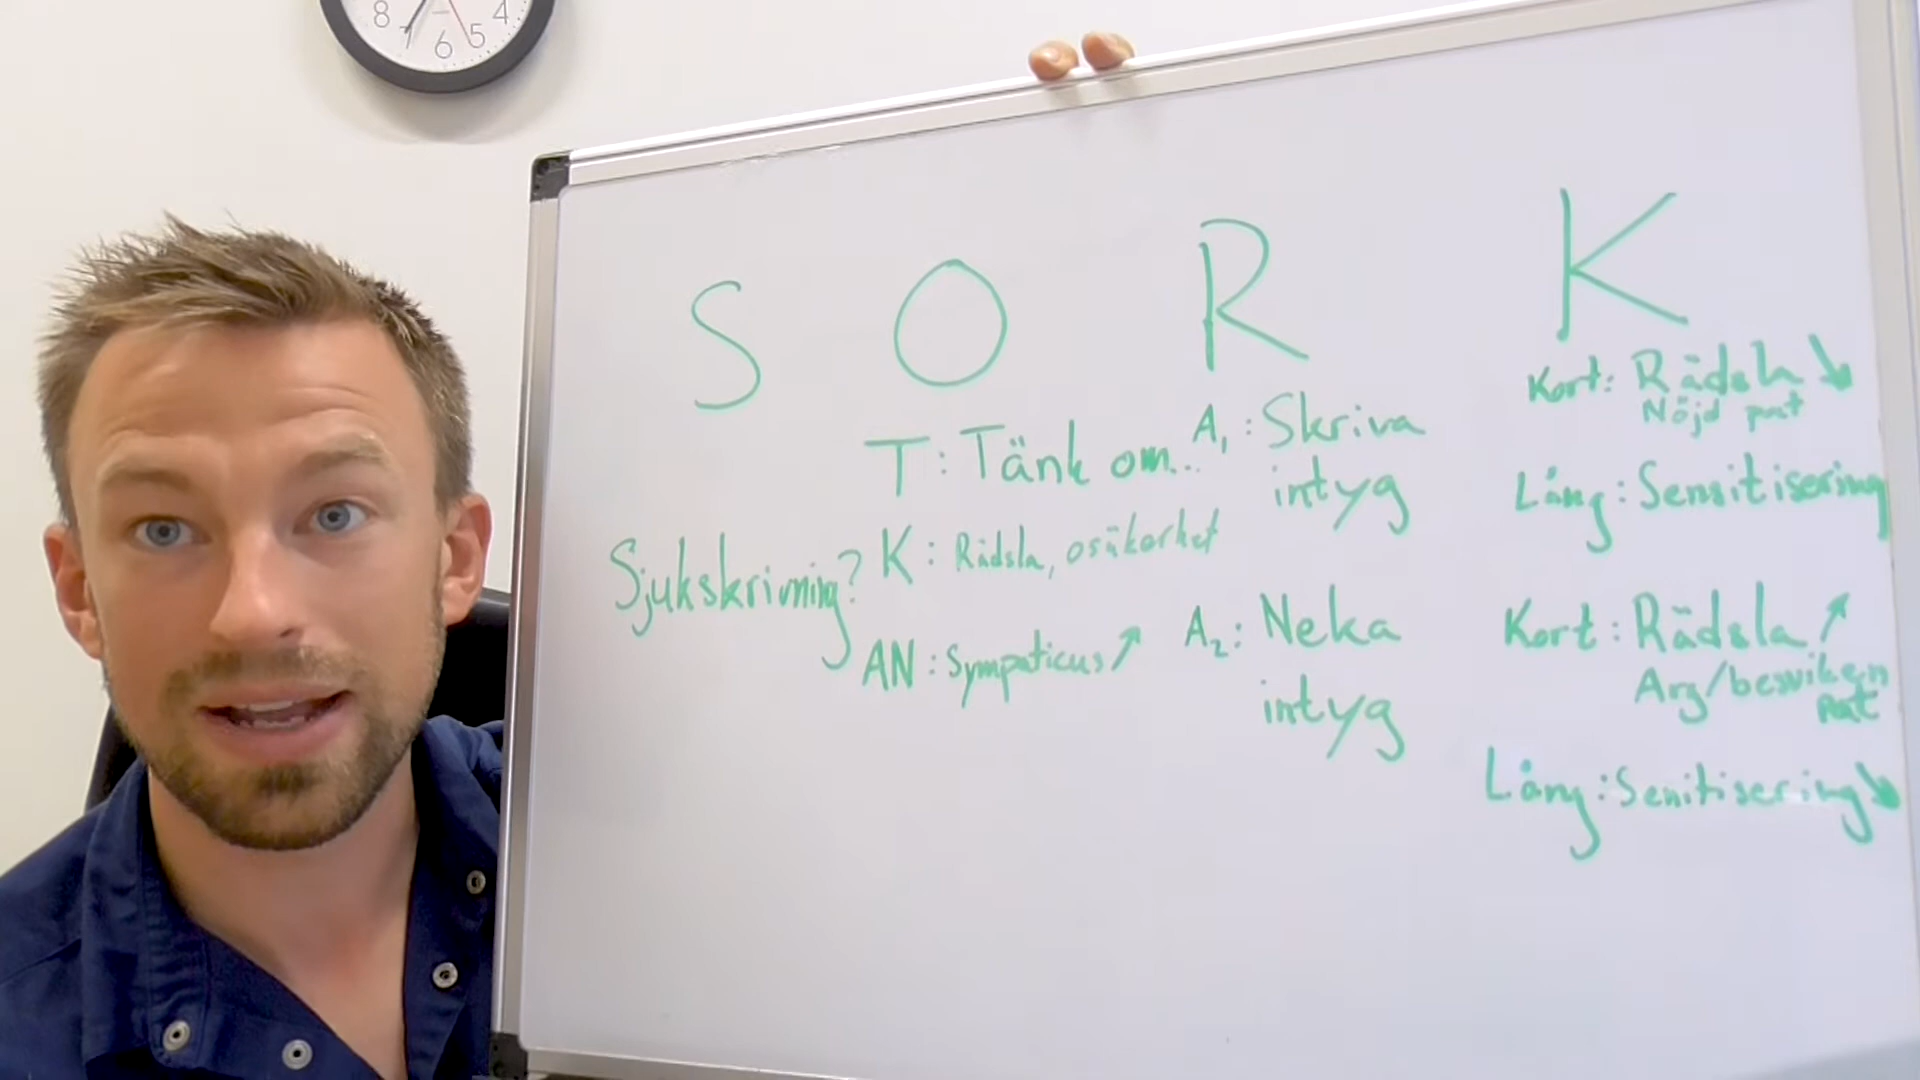 8
7
6
5
4
S O R K
Kort: Rädsla ↘
Nöjd pat
T: Tänk om...
A₁: Skriva
intyg
Lång: Sensitisering
Sjukskrivning?
K: Rädsla, osäkerhet
AN: Sympaticus ↗
A₂: Neka
intyg
Kort: Rädsla ↗
Arg/besviken
pat
Lång: Senitisering ↘